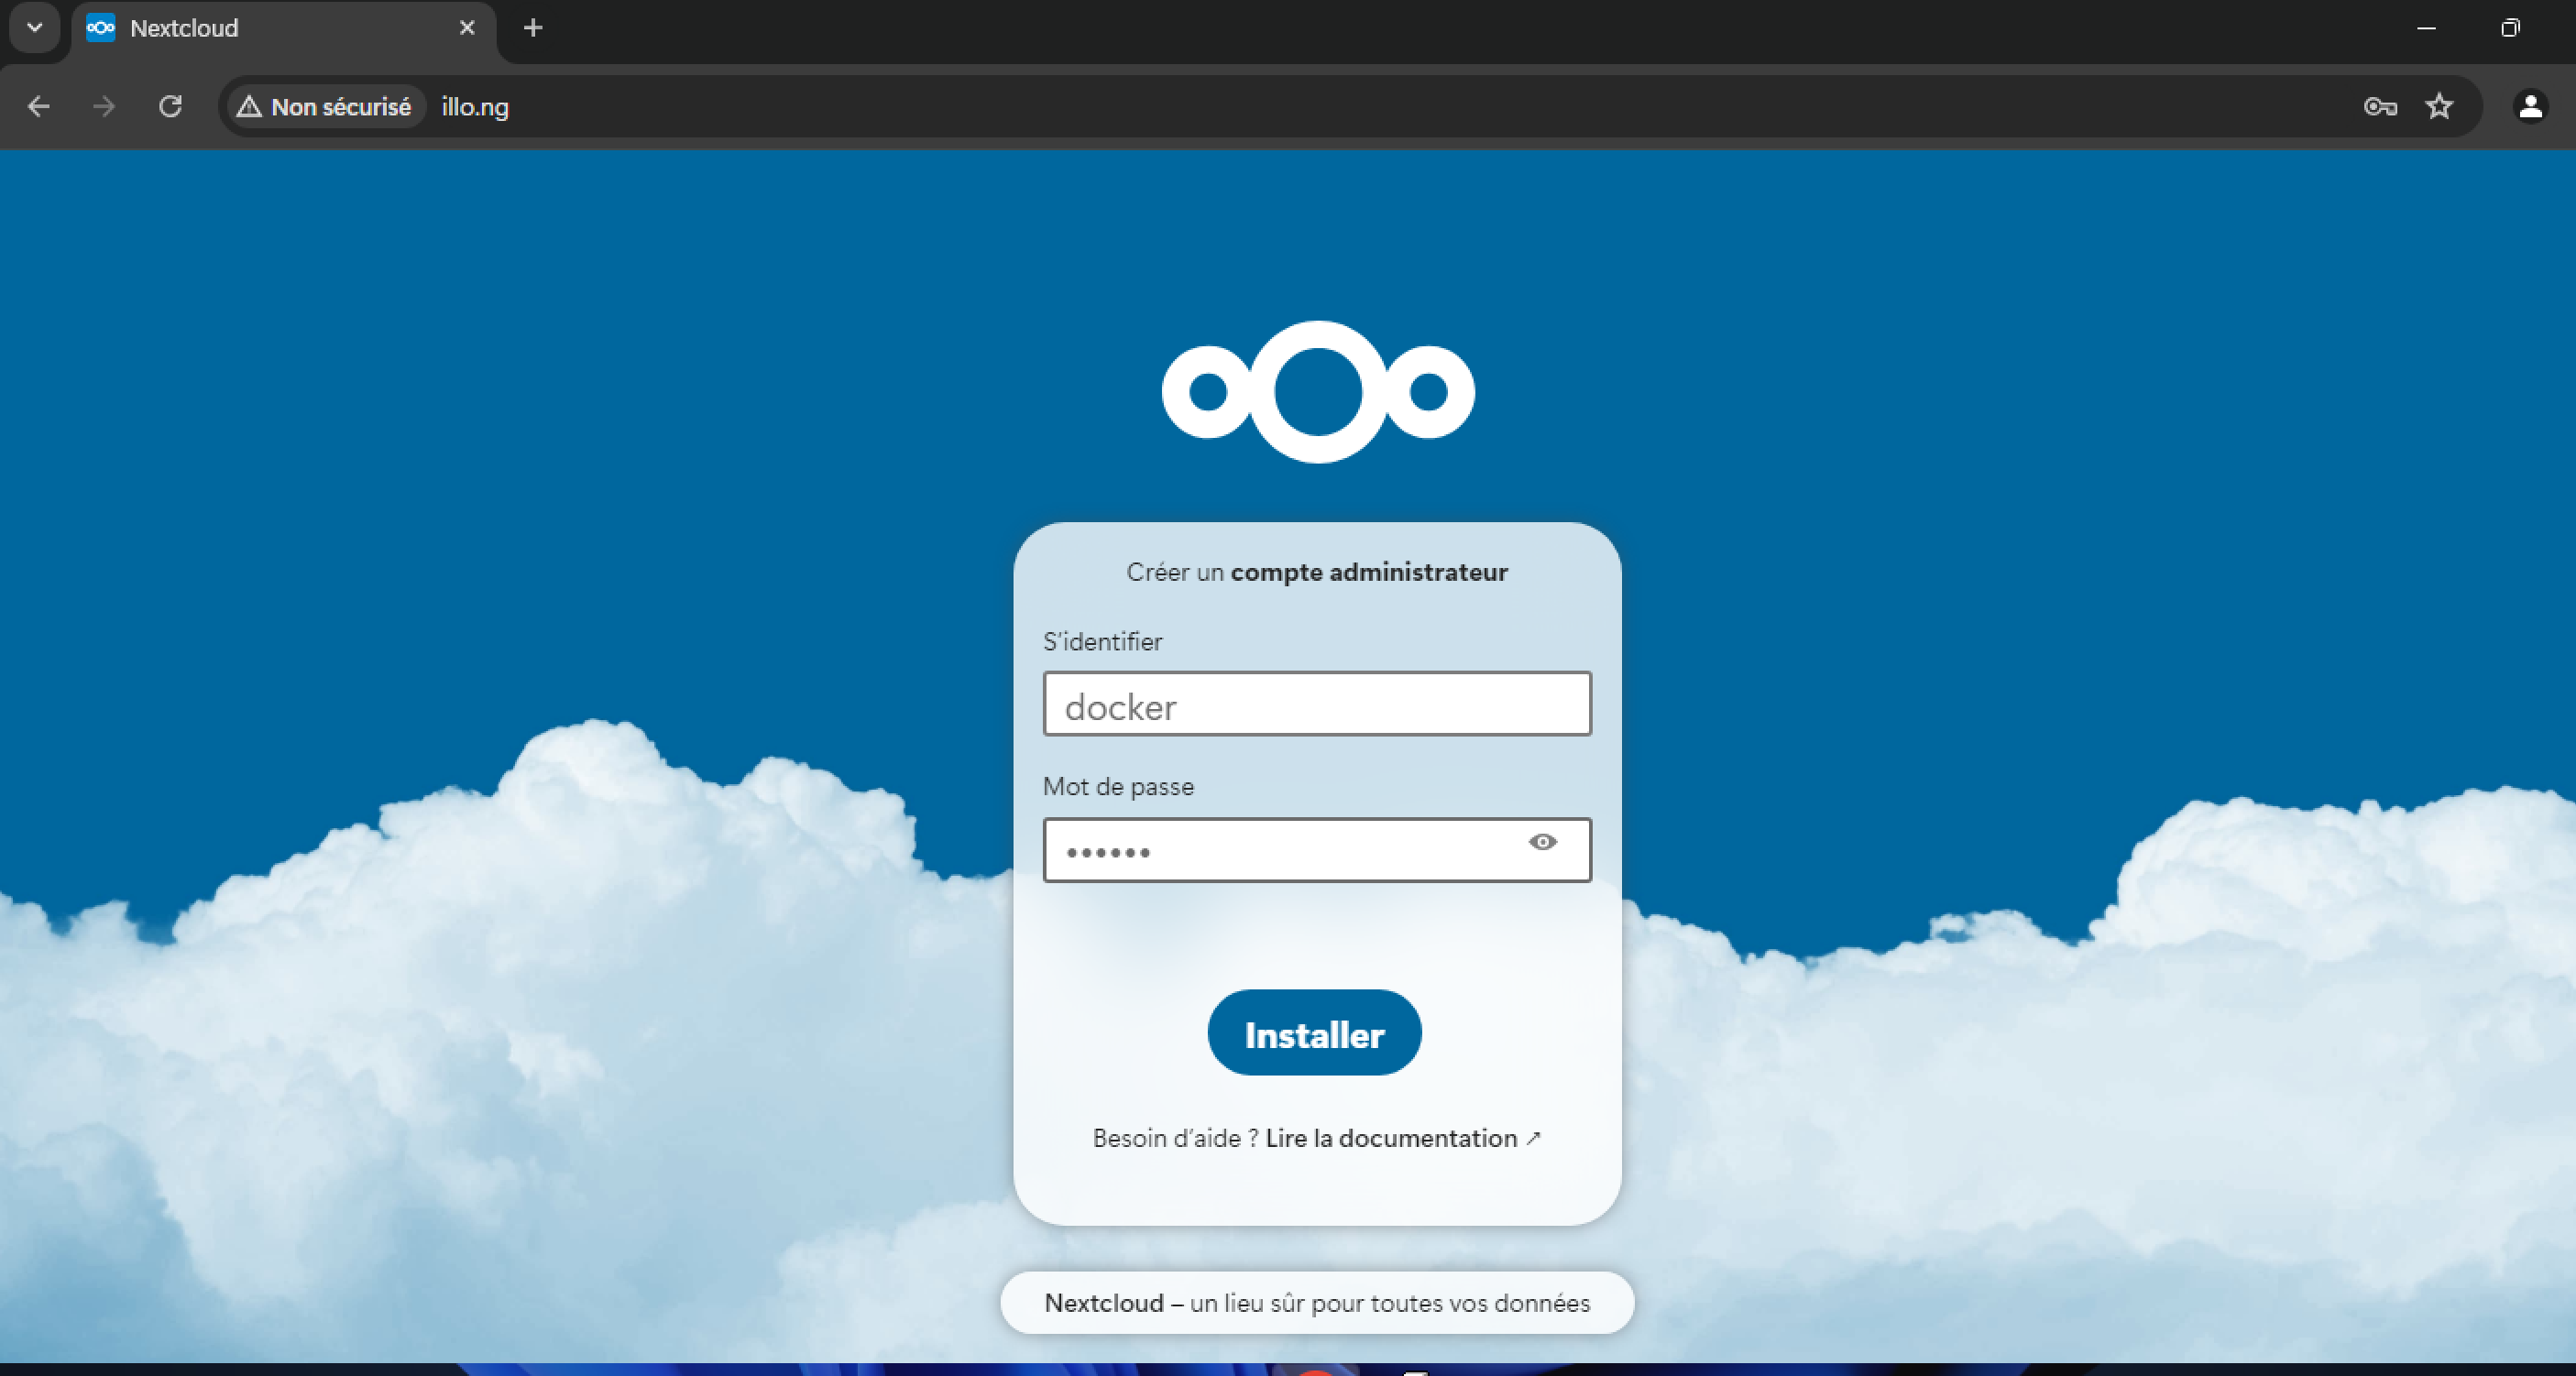 Nextcloud
Non sécurisé illo.ng
Créer un compte administrateur
S'identifier
docker
Mot de passe
••••••
Installer
Besoin d'aide ? Lire la documentation ↗
Nextcloud – un lieu sûr pour toutes vos données